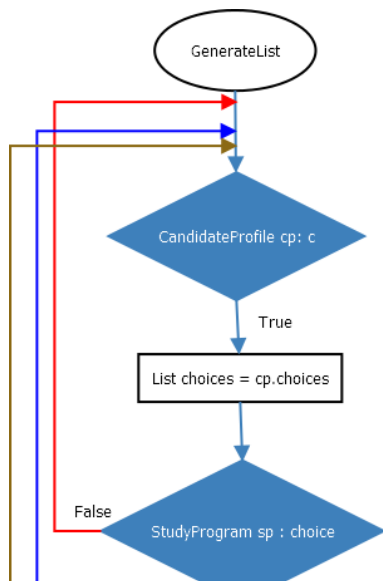 GenerateList
CandidateProfile cp: c
True
List choices = cp.choices
False
StudyProgram sp : choice